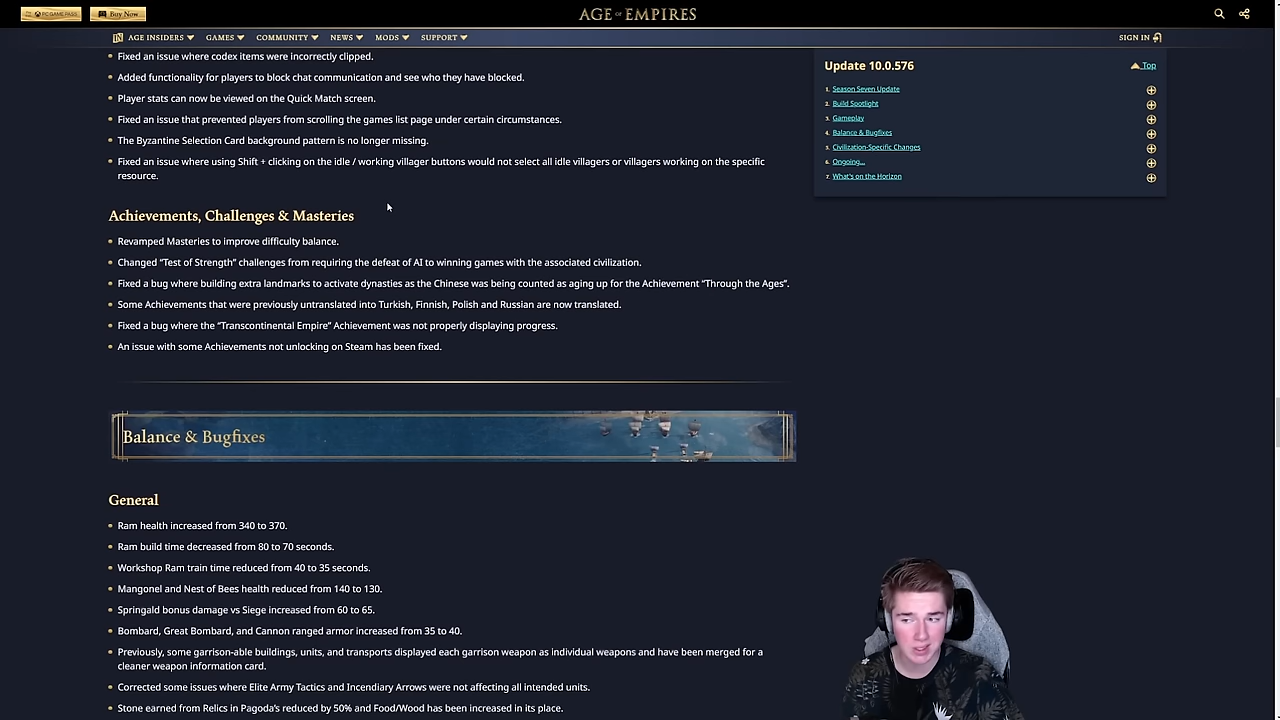 PC GAME PASS
Buy Now
AGE OF EMPIRES
AGE INSIDERS
GAMES
COMMUNITY
NEWS
MODS
SUPPORT
SIGN IN
Fixed an issue where codex items were incorrectly clipped.
Added functionality for players to block chat communication and see who they have blocked.
Player stats can now be viewed on the Quick Match screen.
Fixed an issue that prevented players from scrolling the games list page under certain circumstances.
The Byzantine Selection Card background pattern is no longer missing.
Fixed an issue where using Shift + clicking on the idle / working villager buttons would not select all idle villagers or villagers working on the specific
resource.
Achievements, Challenges & Masteries
Revamped Masteries to improve difficulty balance.
Changed “Test of Strength” challenges from requiring the defeat of AI to winning games with the associated civilization.
Fixed a bug where building extra landmarks to activate dynasties as the Chinese was being counted as aging up for the Achievement “Through the Ages”.
Some Achievements that were previously untranslated into Turkish, Finnish, Polish and Russian are now translated.
Fixed a bug where the “Transcontinental Empire” Achievement was not properly displaying progress.
An issue with some Achievements not unlocking on Steam has been fixed.
Balance & Bugfixes
General
Ram health increased from 340 to 370.
Ram build time decreased from 80 to 70 seconds.
Workshop Ram train time reduced from 40 to 35 seconds.
Mangonel and Nest of Bees health reduced from 140 to 130.
Springald bonus damage vs Siege increased from 60 to 65.
Bombard, Great Bombard, and Cannon ranged armor increased from 35 to 40.
Previously, some garrison-able buildings, units, and transports displayed each garrison weapon as individual weapons and have been merged for a
cleaner weapon information card.
Corrected some issues where Elite Army Tactics and Incendiary Arrows were not affecting all intended units.
Stone earned from Relics in Pagoda's reduced by 50% and Food/Wood has been increased in its place.
Update 10.0.576
Top
1. Season Seven Update
2. Build Spotlight
3. Gameplay
4. Balance & Bugfixes
5. Civilization-Specific Changes
6. Ongoing...
7. What's on the Horizon